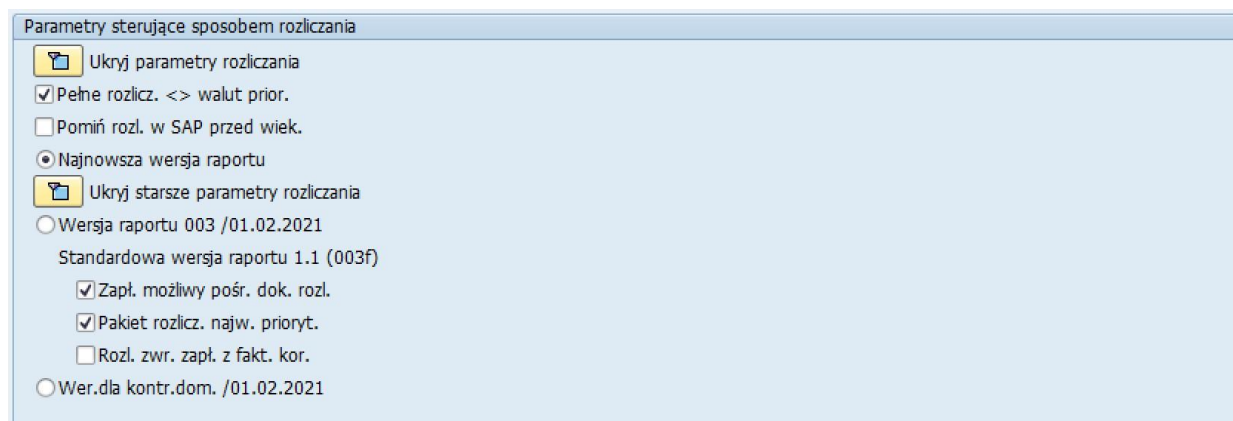 Parametry sterujące sposobem rozliczania
Ukryj parametry rozliczania
Pełne rozlicz. <> walut prior.
Pomiń rozl. w SAP przed wiek.
Najnowsza wersja raportu
Ukryj starsze parametry rozliczania
Wersja raportu 003 /01.02.2021
Standardowa wersja raportu 1.1 (003f)
Zapł. możliwy pośr. dok. rozl.
Pakiet rozlicz. najw. prioryt.
Rozl. zwr. zapł. z fakt. kor.
Wer.dla kontr.dom. /01.02.2021